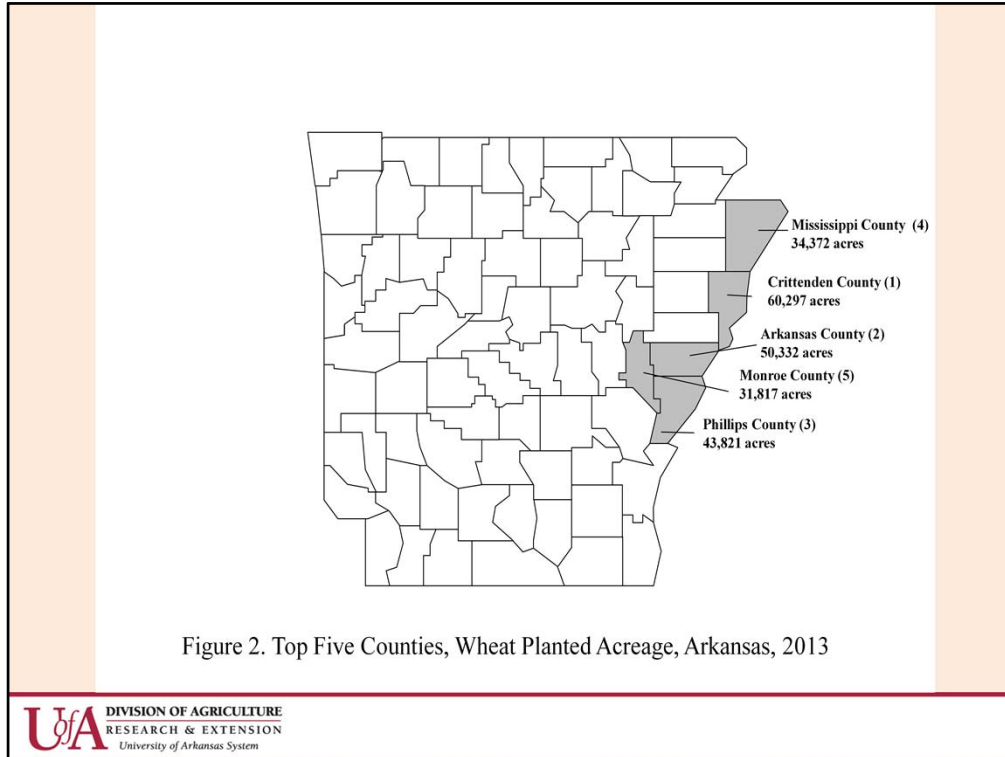 Mississippi County (4)
34,372 acres
Crittenden County (1)
60,297 acres
Arkansas County (2)
50,332 acres
Monroe County (5)
31,817 acres
Phillips County (3)
43,821 acres
Figure 2. Top Five Counties, Wheat Planted Acreage, Arkansas, 2013
UofA DIVISION OF AGRICULTURE
RESEARCH & EXTENSION
University of Arkansas System